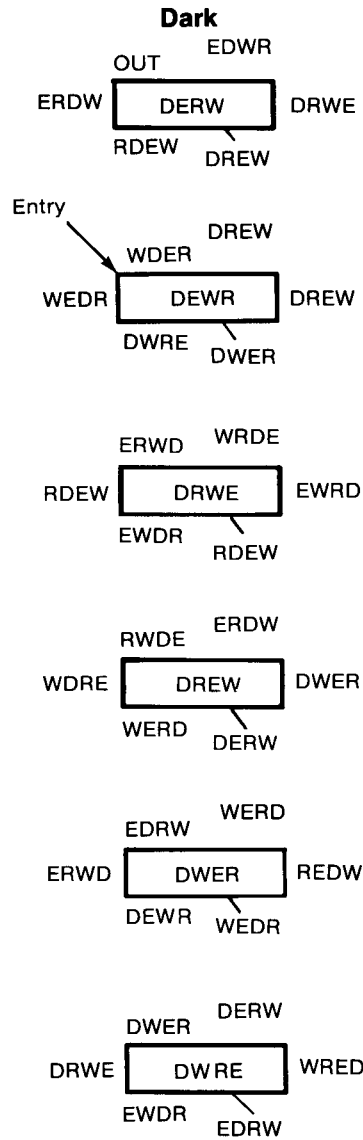 Dark
EDWR
OUT
ERDW DERW DRWE
RDEW DREW
Entry
DREW
WDER
WEDR DEWR DREW
DWRE DWER
ERWD WRDE
RDEW DRWE EWRD
EWDR RDEW
ERDW
RWDE
WDRE DREW DWER
WERD DERW
WERD
EDRW
ERWD DWER REDW
DEWR WEDR
DERW
DWER
DRWE DWRE WRED
EWDR EDRW